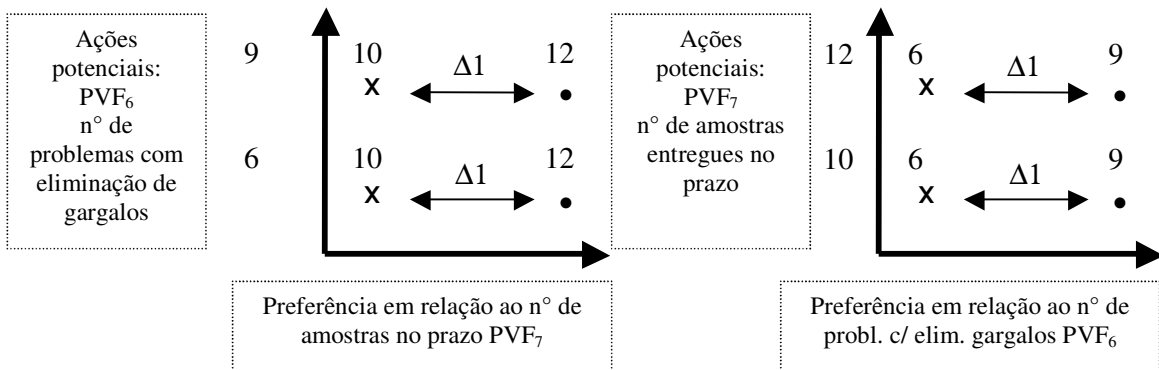 Ações
potenciais:
PVF₆
n° de
problemas com
eliminação de
gargalos
9
10
Δ1
12
x
•
6
10
Δ1
12
x
•
Preferência em relação ao n° de
amostras no prazo PVF₇
Ações
potenciais:
PVF₇
n° de amostras
entregues no
prazo
12
6
Δ1
9
x
•
10
6
Δ1
9
x
•
Preferência em relação ao n° de
probl. c/ elim. gargalos PVF₆